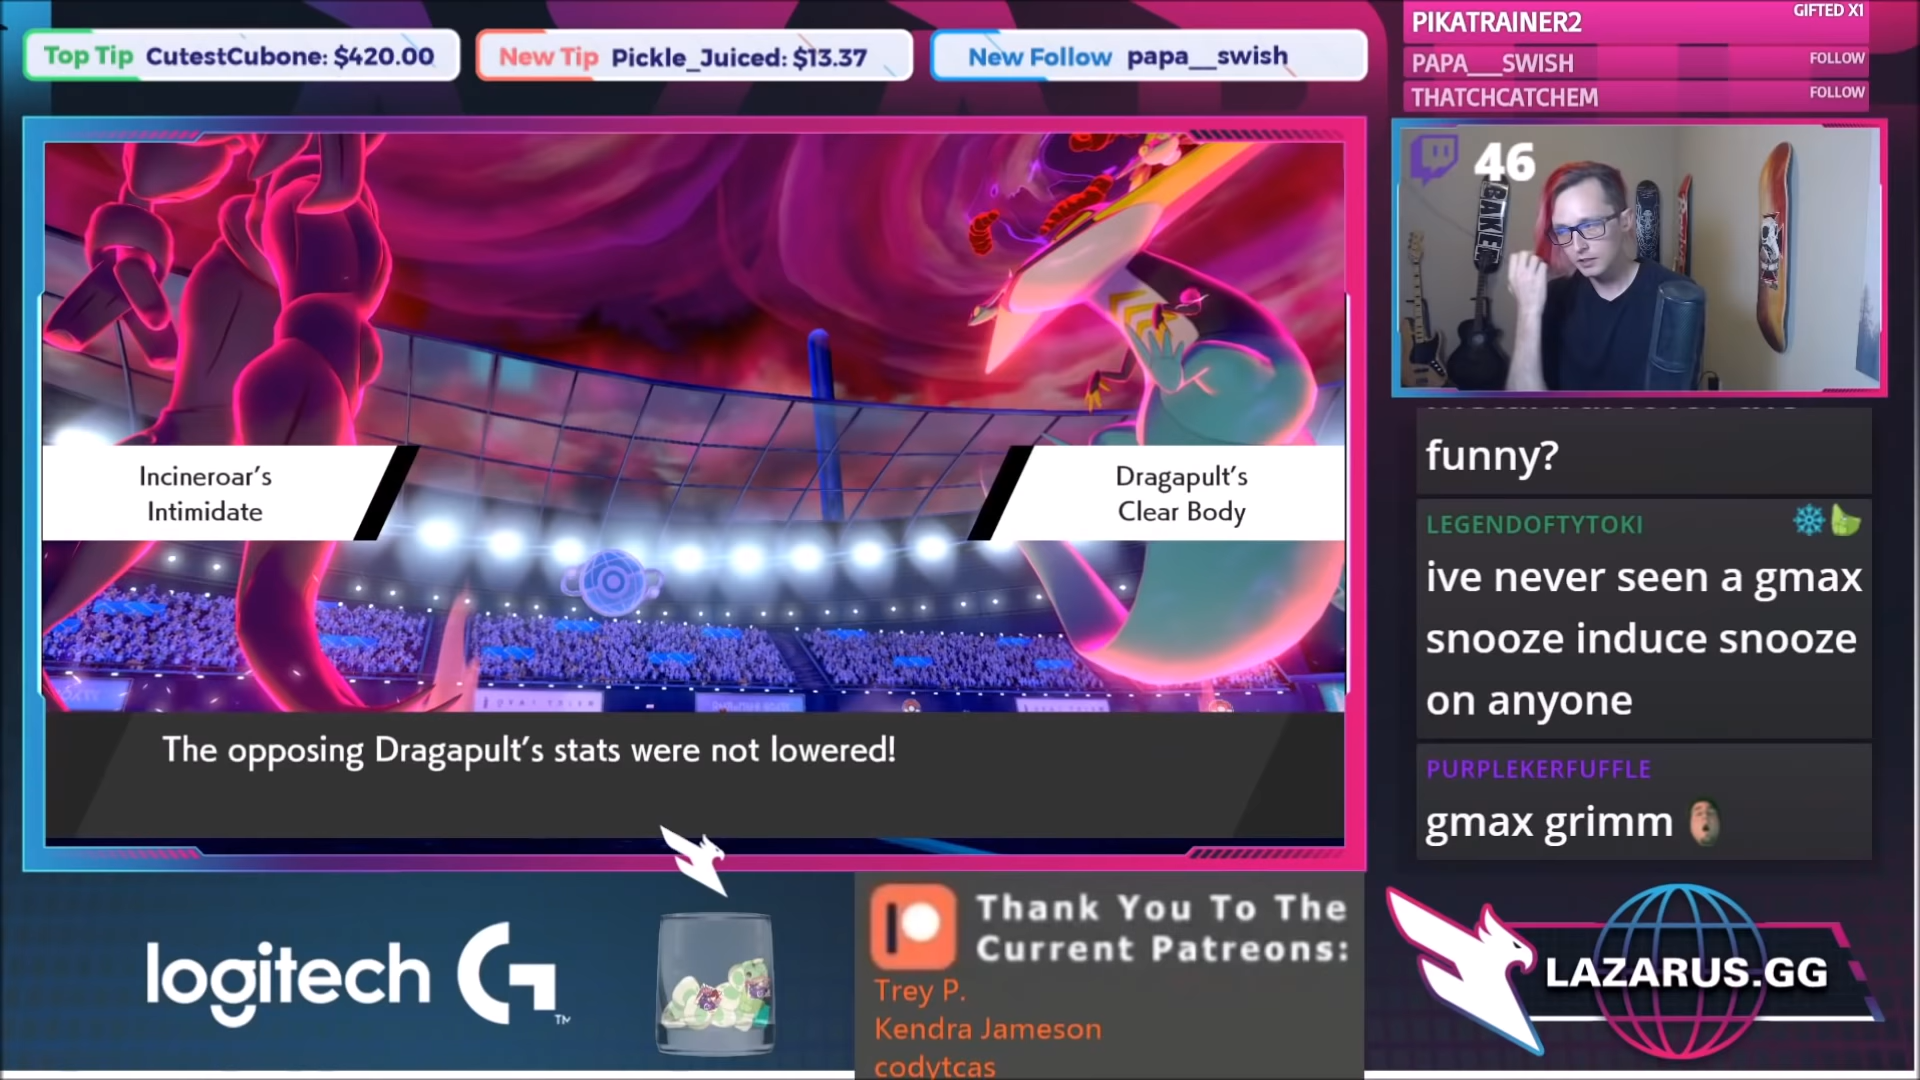 Top Tip CutestCubone: $420.00
New Tip Pickle_Juiced: $13.37
New Follow papa__swish
PIKATRAINER2 GIFTED X1
PAPA__SWISH FOLLOW
THATCHCATCHEM FOLLOW
46
BAKER
Incineroar's
Intimidate
Dragapult's
Clear Body
The opposing Dragapult's stats were not lowered!
funny?
LEGENDOFTYTOKI
ive never seen a gmax
snooze induce snooze
on anyone
PURPLEKERFUFFLE
gmax grimm
logitech G TM
Thank You To The
Current Patreons:
Trey P.
Kendra Jameson
codytcas
LAZARUS.GG